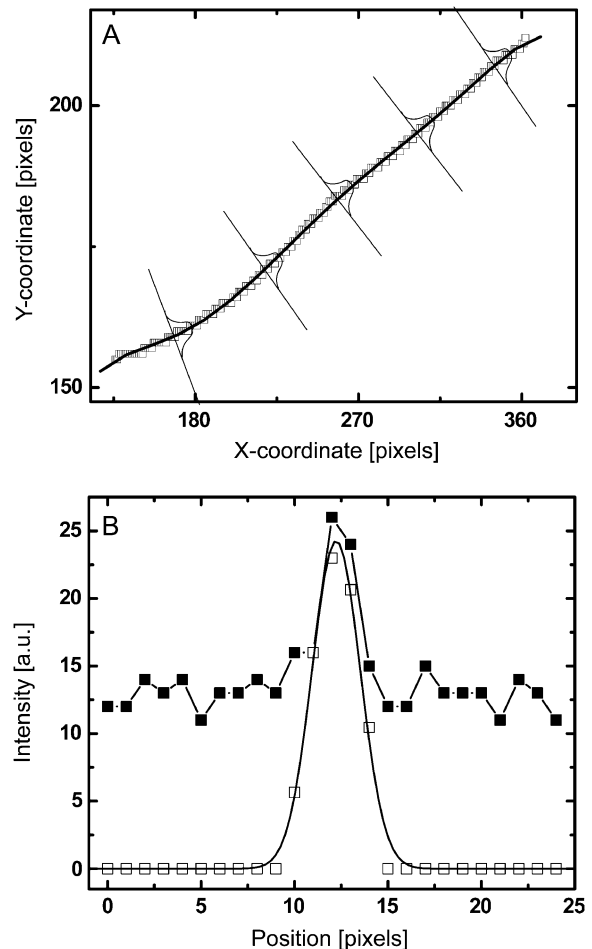 A
200
150
Y-coordinate [pixels]
180 270 360
X-coordinate [pixels]
B
25
20
15
10
5
0
Intensity [a.u.]
0 5 10 15 20 25
Position [pixels]